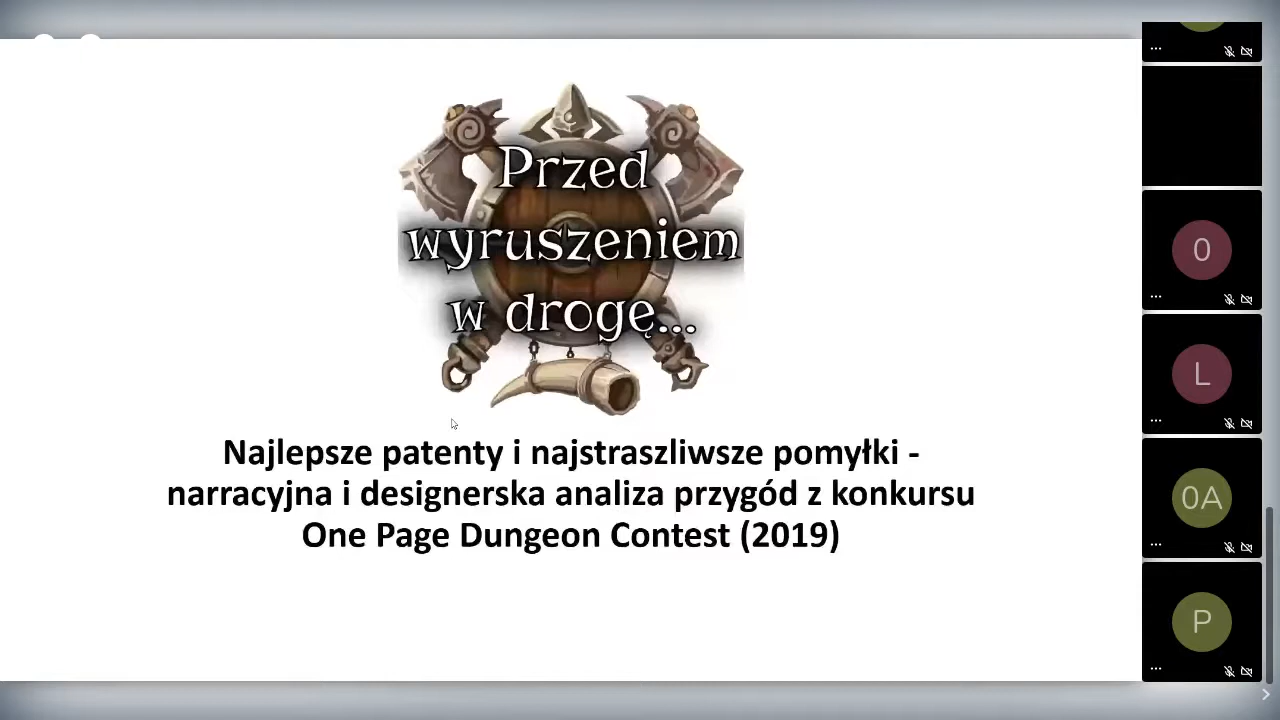 Przed
wyruszeniem
w drogę...
Najlepsze patenty i najstraszliwsze pomyłki -
narracyjna i designerska analiza przygód z konkursu
One Page Dungeon Contest (2019)
0
L
0A
P